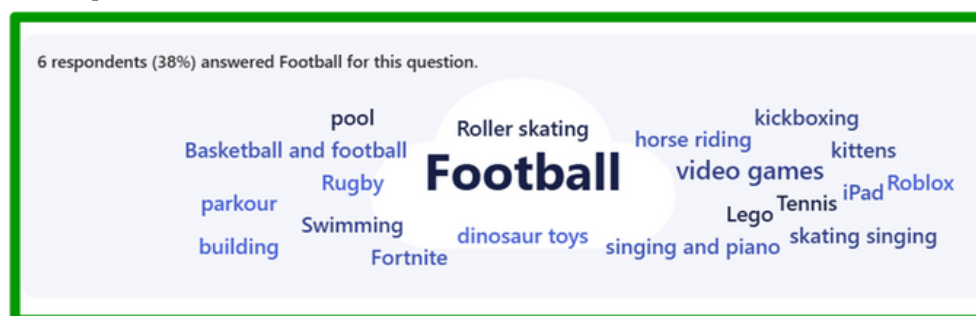 6 respondents (38%) answered Football for this question.
pool
Roller skating
kickboxing
Basketball and football
horse riding
kittens
Rugby
Football
video games
Roblox
parkour
iPad
Tennis
Lego
Swimming
building
dinosaur toys
skating singing
Fortnite
singing and piano